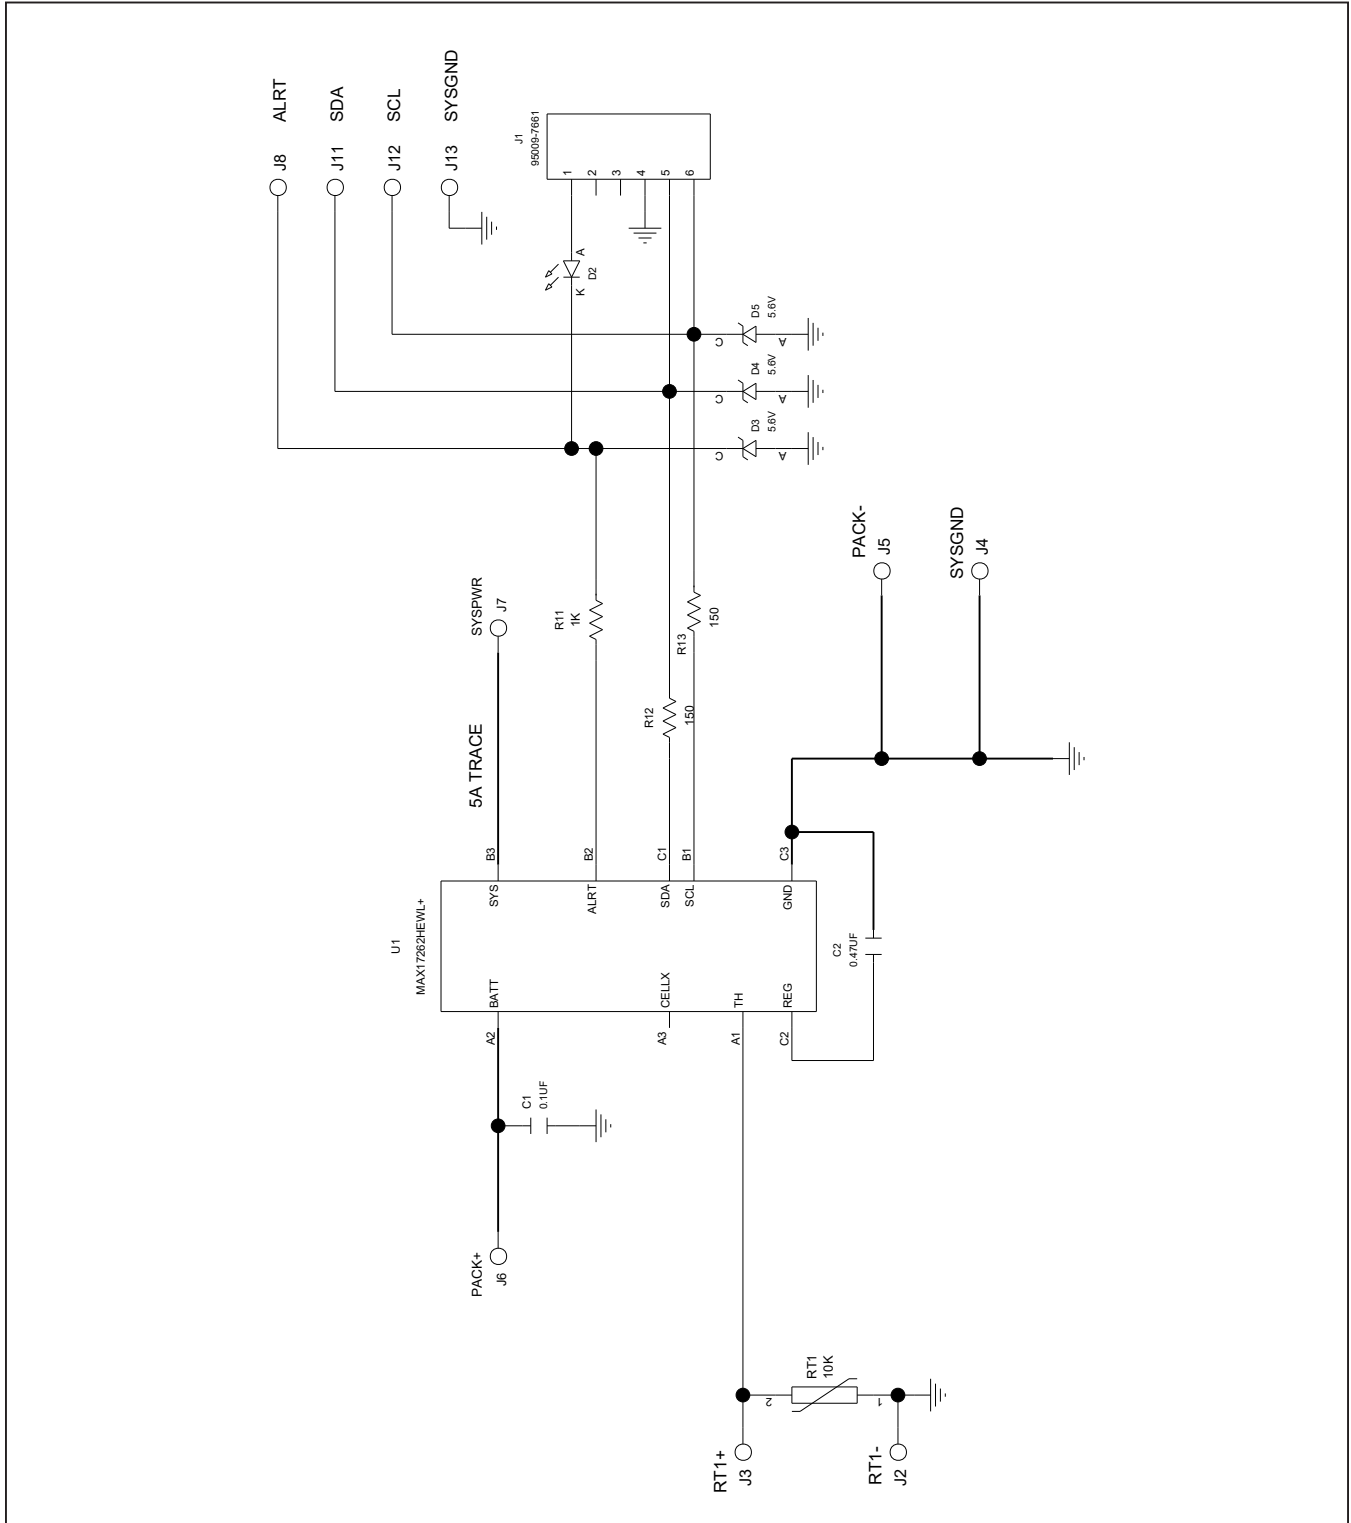 J8 ALRT
J11 SDA
J12 SCL
J13 SYSGND
J1
95009-7661
1
2
3
4
5
6
A
D2
K
C
D5
5.6V
A
C
D4
5.6V
A
C
D3
5.6V
A
PACK-
J5
SYSGND
J4
SYSPWR
J7
R11
1K
R13
150
R12
150
5A TRACE
B3
B2
C1
B1
C3
SYS
ALRT
SDA
SCL
GND
U1
MAX17262HEWL+
BATT
CELLX
TH
REG
C2
0.47UF
A2
A3
A1
C2
C1
0.1UF
PACK+
J6
RT1
10K
2
1
RT1+
J3
RT1-
J2